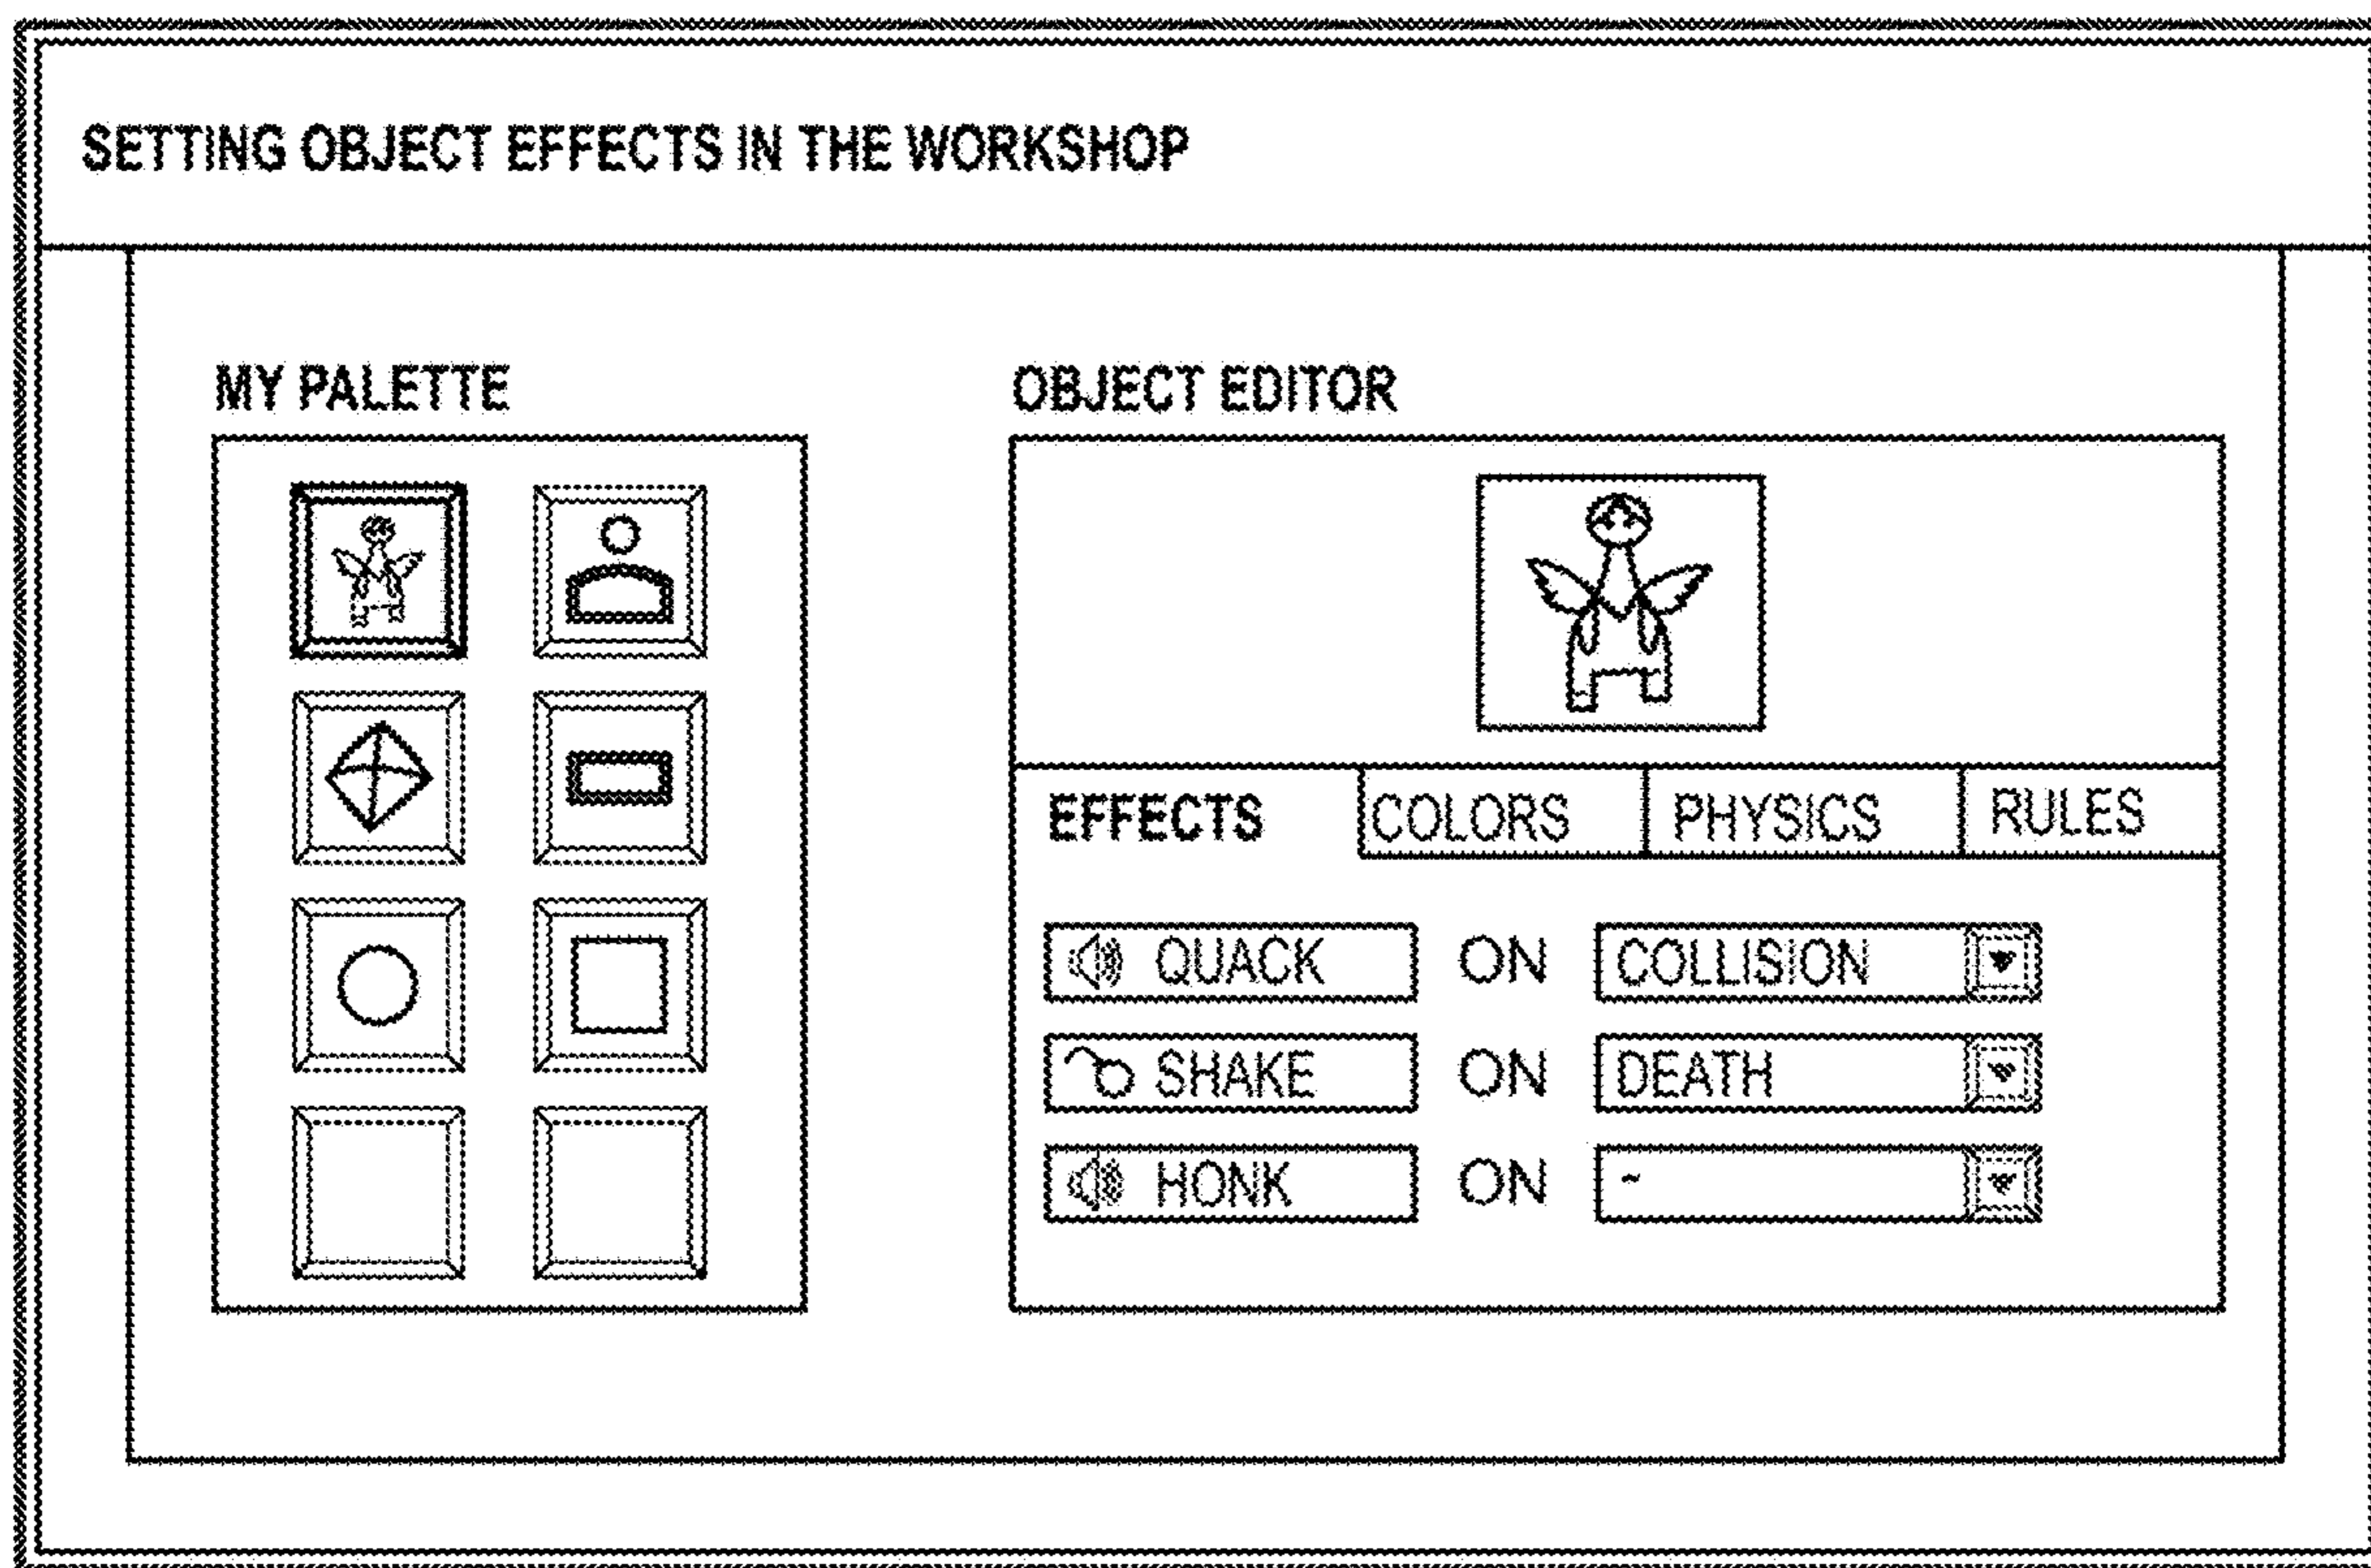 SETTING OBJECT EFFECTS IN THE WORKSHOP
MY PALETTE
OBJECT EDITOR
EFFECTS COLORS PHYSICS RULES
QUACK ON COLLISION
SHAKE ON DEATH
HONK ON -